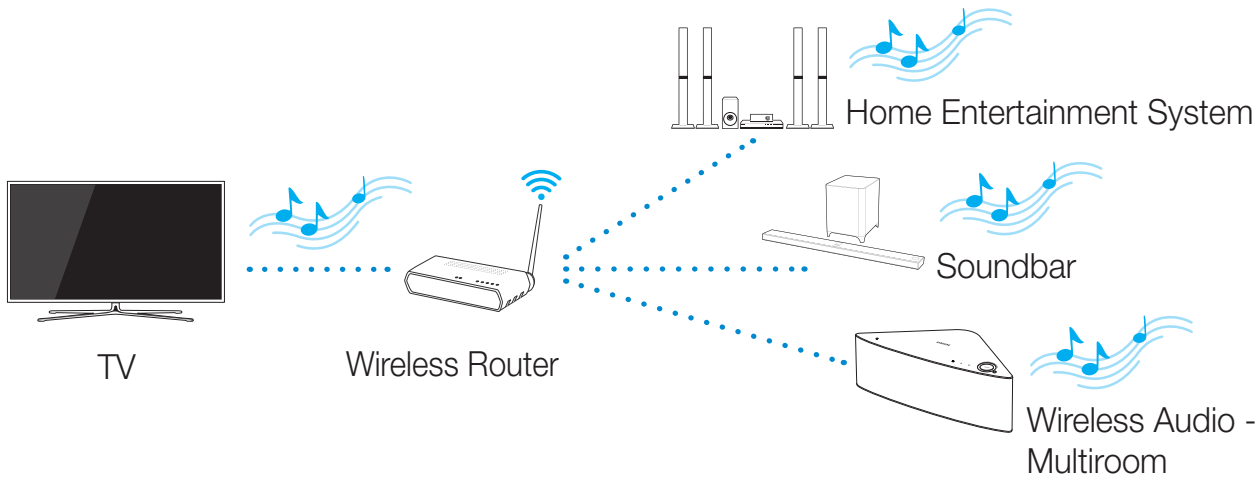 Home Entertainment System
Soundbar
TV
Wireless Router
Wireless Audio -
Multiroom